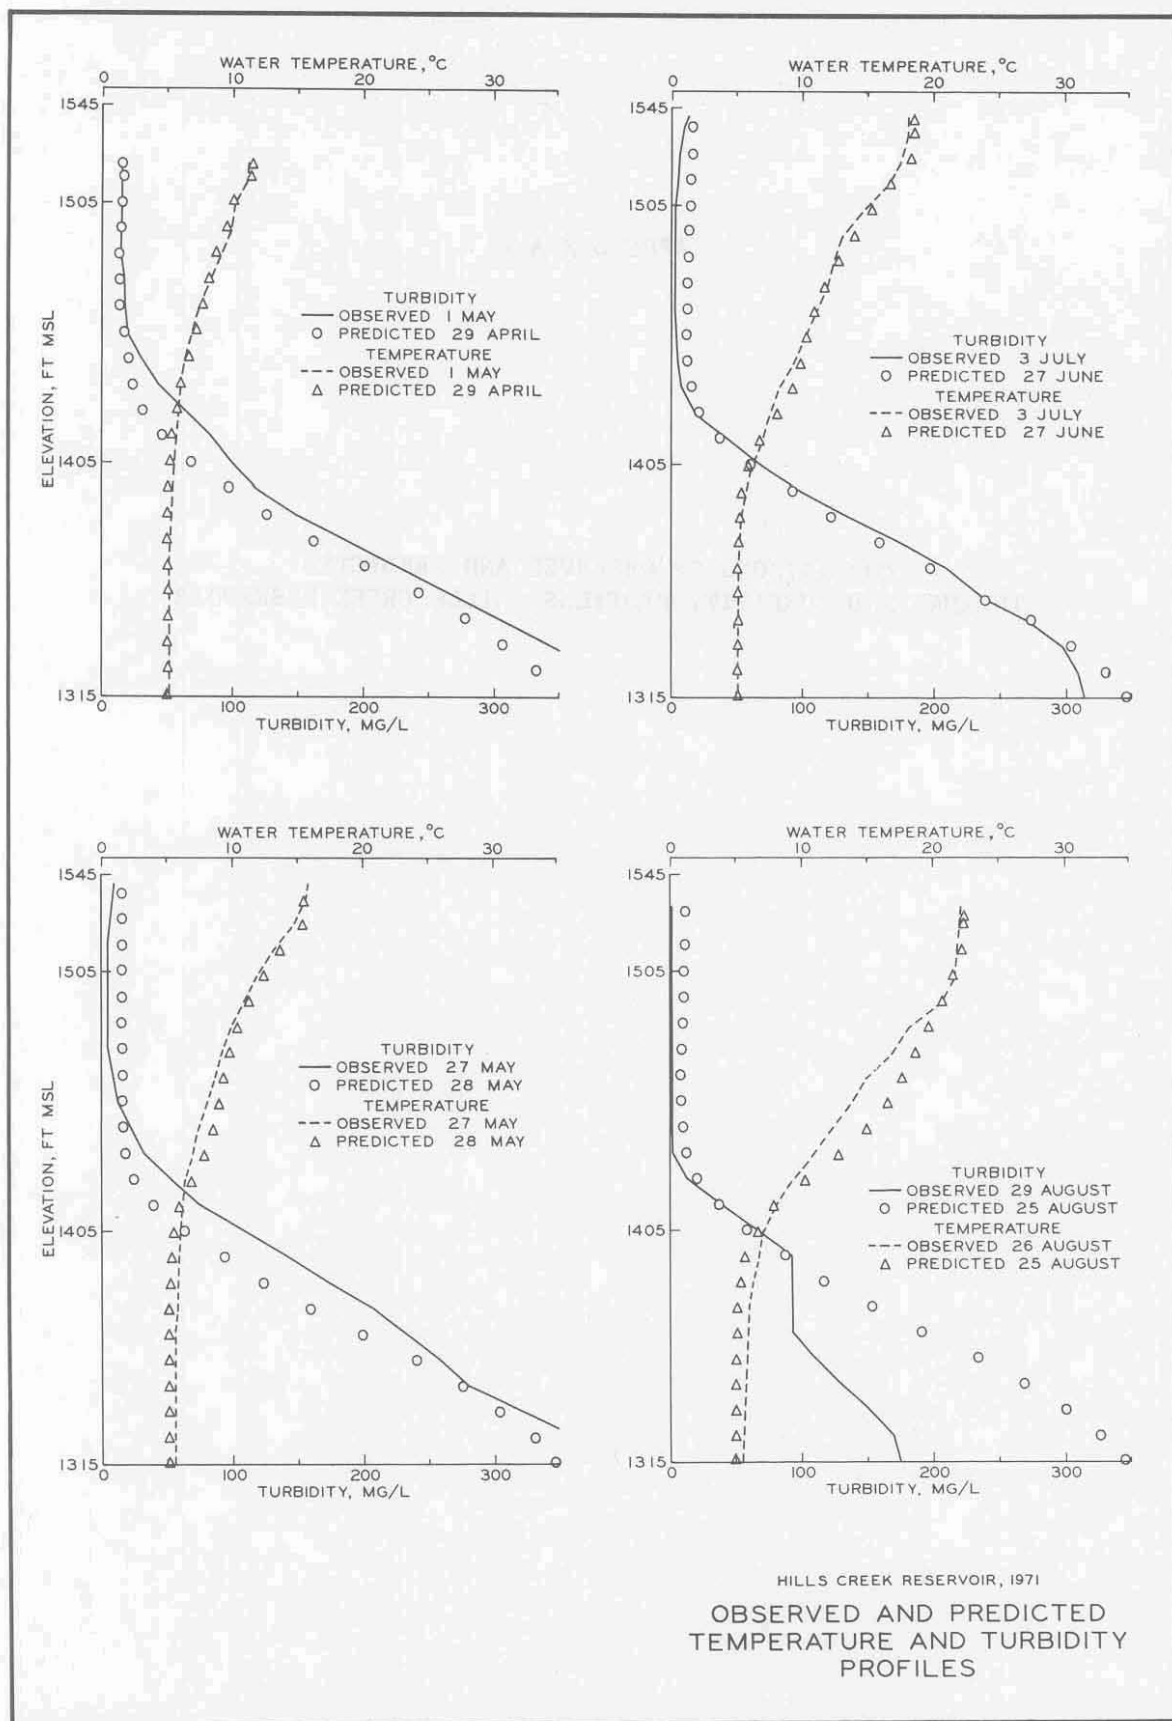 WATER TEMPERATURE, °C
0 10 20 30
1545
1505
1405
1315
ELEVATION, FT MSL
TURBIDITY
OBSERVED 1 MAY
PREDICTED 29 APRIL
TEMPERATURE
OBSERVED 1 MAY
PREDICTED 29 APRIL
0 100 200 300
TURBIDITY, MG/L
WATER TEMPERATURE, °C
0 10 20 30
1545
1505
1405
1315
TURBIDITY
OBSERVED 3 JULY
PREDICTED 27 JUNE
TEMPERATURE
OBSERVED 3 JULY
PREDICTED 27 JUNE
0 100 200 300
TURBIDITY, MG/L
WATER TEMPERATURE, °C
0 10 20 30
1545
1505
1405
1315
ELEVATION, FT MSL
TURBIDITY
OBSERVED 27 MAY
PREDICTED 28 MAY
TEMPERATURE
OBSERVED 27 MAY
PREDICTED 28 MAY
0 100 200 300
TURBIDITY, MG/L
WATER TEMPERATURE, °C
0 10 20 30
1545
1505
1405
1315
TURBIDITY
OBSERVED 29 AUGUST
PREDICTED 25 AUGUST
TEMPERATURE
OBSERVED 26 AUGUST
PREDICTED 25 AUGUST
0 100 200 300
TURBIDITY, MG/L
HILLS CREEK RESERVOIR, 1971
OBSERVED AND PREDICTED
TEMPERATURE AND TURBIDITY
PROFILES